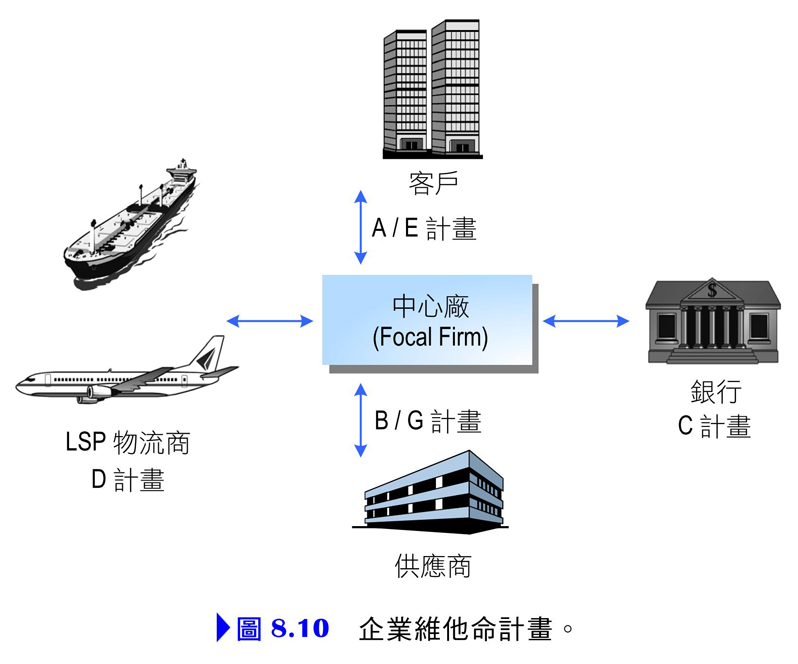 客戶
A / E 計畫
中心廠
(Focal Firm)
銀行
C 計畫
B / G 計畫
LSP 物流商
D 計畫
供應商
圖 8.10 企業維他命計畫。